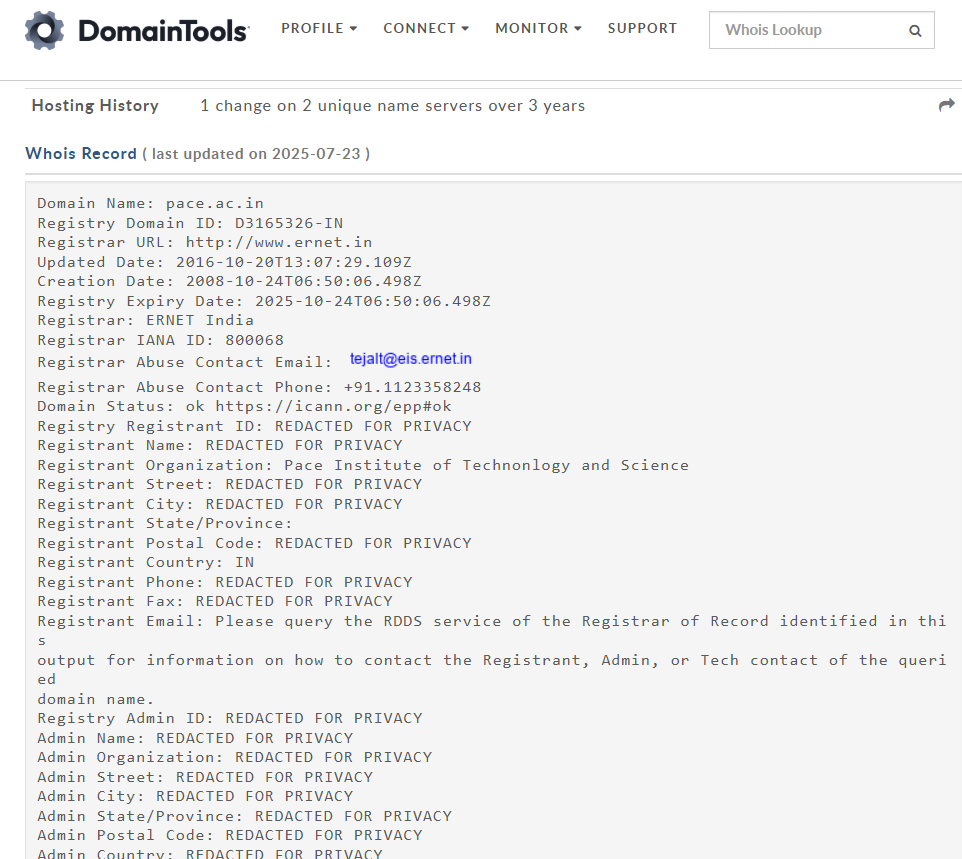 DomainTools
PROFILE CONNECT MONITOR SUPPORT Whois Lookup
Hosting History 1 change on 2 unique name servers over 3 years
Whois Record ( last updated on 2025-07-23 )
Domain Name: pace.ac.in
Registry Domain ID: D3165326-IN
Registrar URL: http://www.ernet.in
Updated Date: 2016-10-20T13:07:29.109Z
Creation Date: 2008-10-24T06:50:06.498Z
Registry Expiry Date: 2025-10-24T06:50:06.498Z
Registrar: ERNET India
Registrar IANA ID: 800068
Registrar Abuse Contact Email: tejalt@eis.ernet.in
Registrar Abuse Contact Phone: +91.1123358248
Domain Status: ok https://icann.org/epp#ok
Registry Registrant ID: REDACTED FOR PRIVACY
Registrant Name: REDACTED FOR PRIVACY
Registrant Organization: Pace Institute of Technonlogy and Science
Registrant Street: REDACTED FOR PRIVACY
Registrant City: REDACTED FOR PRIVACY
Registrant State/Province:
Registrant Postal Code: REDACTED FOR PRIVACY
Registrant Country: IN
Registrant Phone: REDACTED FOR PRIVACY
Registrant Fax: REDACTED FOR PRIVACY
Registrant Email: Please query the RDDS service of the Registrar of Record identified in thi
s
output for information on how to contact the Registrant, Admin, or Tech contact of the queri
ed
domain name.
Registry Admin ID: REDACTED FOR PRIVACY
Admin Name: REDACTED FOR PRIVACY
Admin Organization: REDACTED FOR PRIVACY
Admin Street: REDACTED FOR PRIVACY
Admin City: REDACTED FOR PRIVACY
Admin State/Province: REDACTED FOR PRIVACY
Admin Postal Code: REDACTED FOR PRIVACY
Admin Country: REDACTED FOR PRIVACY